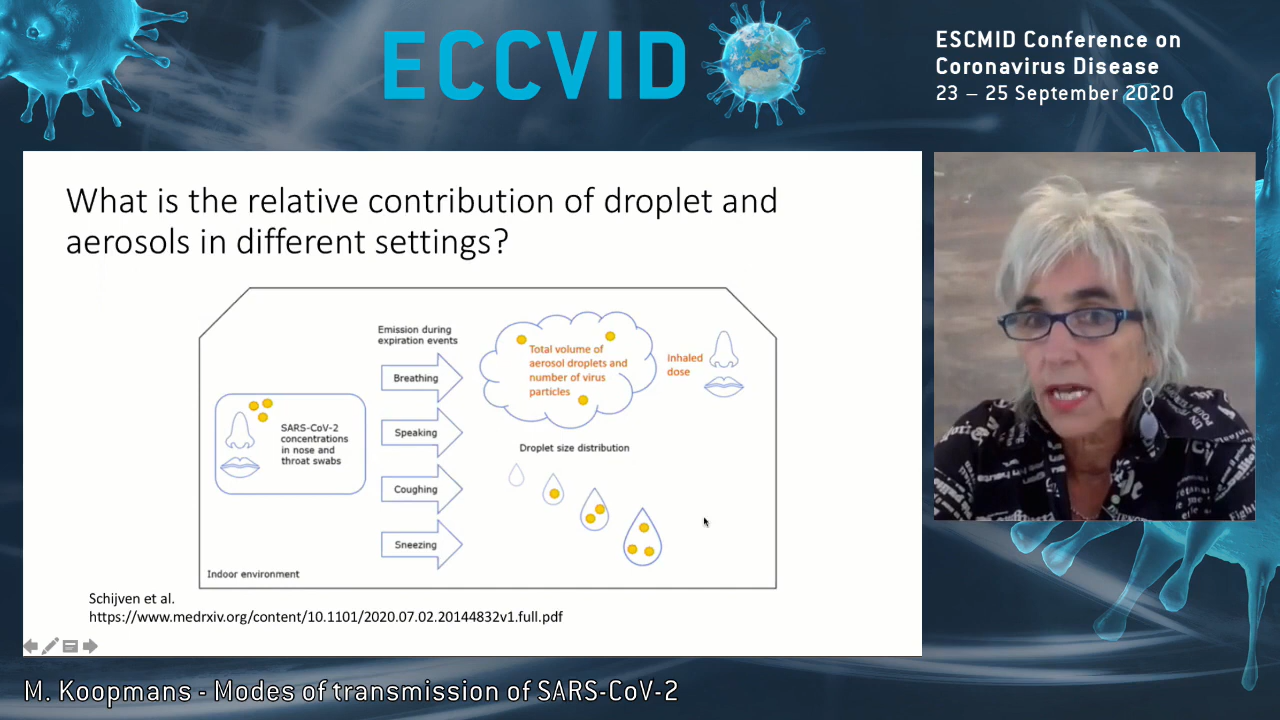 ECCVID
ESCMID Conference on
Coronavirus Disease
23 – 25 September 2020
What is the relative contribution of droplet and
aerosols in different settings?
Emission during
expiration events
Breathing
Speaking
Coughing
Sneezing
SARS-CoV-2
concentrations
in nose and
throat swabs
Total volume of
aerosol droplets and
number of virus
particles
Inhaled
dose
Droplet size distribution
Indoor environment
Schijven et al.
https://www.medrxiv.org/content/10.1101/2020.07.02.20144832v1.full.pdf
M. Koopmans - Modes of transmission of SARS-CoV-2